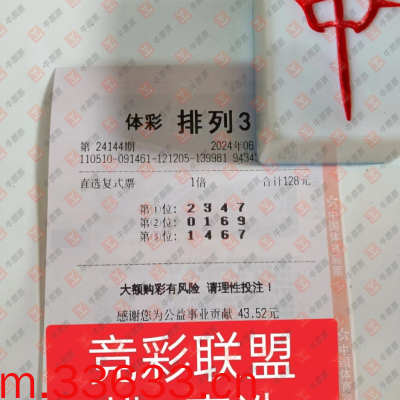 中
体彩 排列3
第 24144期 2024年06
110510-091461-121205-139981 9434
直选复式票 1倍 合计128元
第1位: 2 3 4 7
第2位: 0 1 6 9
第3位: 1 4 6 7
大额购彩有风险 请理性投注！
感谢您为公益事业贡献 43.52元
竞彩联盟
m.33633.cn